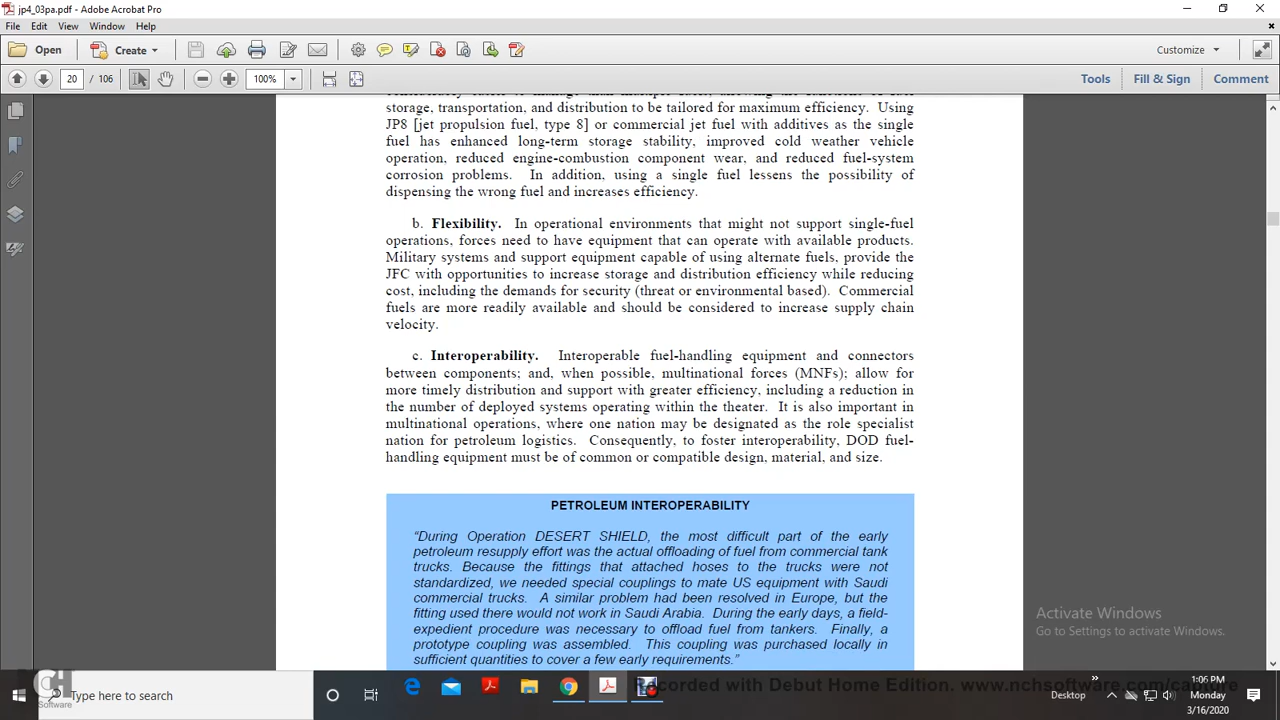 jp4_03pa.pdf - Adobe Acrobat Pro
File Edit View Window Help
Open Create Customize
20 / 106 100% Tools Fill & Sign Comment
storage, transportation, and distribution to be tailored for maximum efficiency. Using
JP8 [jet propulsion fuel, type 8] or commercial jet fuel with additives as the single
fuel has enhanced long-term storage stability, improved cold weather vehicle
operation, reduced engine-combustion component wear, and reduced fuel-system
corrosion problems. In addition, using a single fuel lessens the possibility of
dispensing the wrong fuel and increases efficiency.
b. Flexibility. In operational environments that might not support single-fuel
operations, forces need to have equipment that can operate with available products.
Military systems and support equipment capable of using alternate fuels, provide the
JFC with opportunities to increase storage and distribution efficiency while reducing
cost, including the demands for security (threat or environmental based). Commercial
fuels are more readily available and should be considered to increase supply chain
velocity.
c. Interoperability. Interoperable fuel-handling equipment and connectors
between components; and, when possible, multinational forces (MNFs); allow for
more timely distribution and support with greater efficiency, including a reduction in
the number of deployed systems operating within the theater. It is also important in
multinational operations, where one nation may be designated as the role specialist
nation for petroleum logistics. Consequently, to foster interoperability, DOD fuel-
handling equipment must be of common or compatible design, material, and size.
PETROLEUM INTEROPERABILITY
“During Operation DESERT SHIELD, the most difficult part of the early
petroleum resupply effort was the actual offloading of fuel from commercial tank
trucks. Because the fittings that attached hoses to the trucks were not
standardized, we needed special couplings to mate US equipment with Saudi
commercial trucks. A similar problem had been resolved in Europe, but the
fitting used there would not work in Saudi Arabia. During the early days, a field-
expedient procedure was necessary to offload fuel from tankers. Finally, a
prototype coupling was assembled. This coupling was purchased locally in
sufficient quantities to cover a few early requirements.”
Activate Windows
Go to Settings to activate Windows.
NCH Software
Type here to search
Recorded with Debut Home Edition. www.nchsoftware.com/capture
Desktop
1:06 PM
Monday
3/16/2020